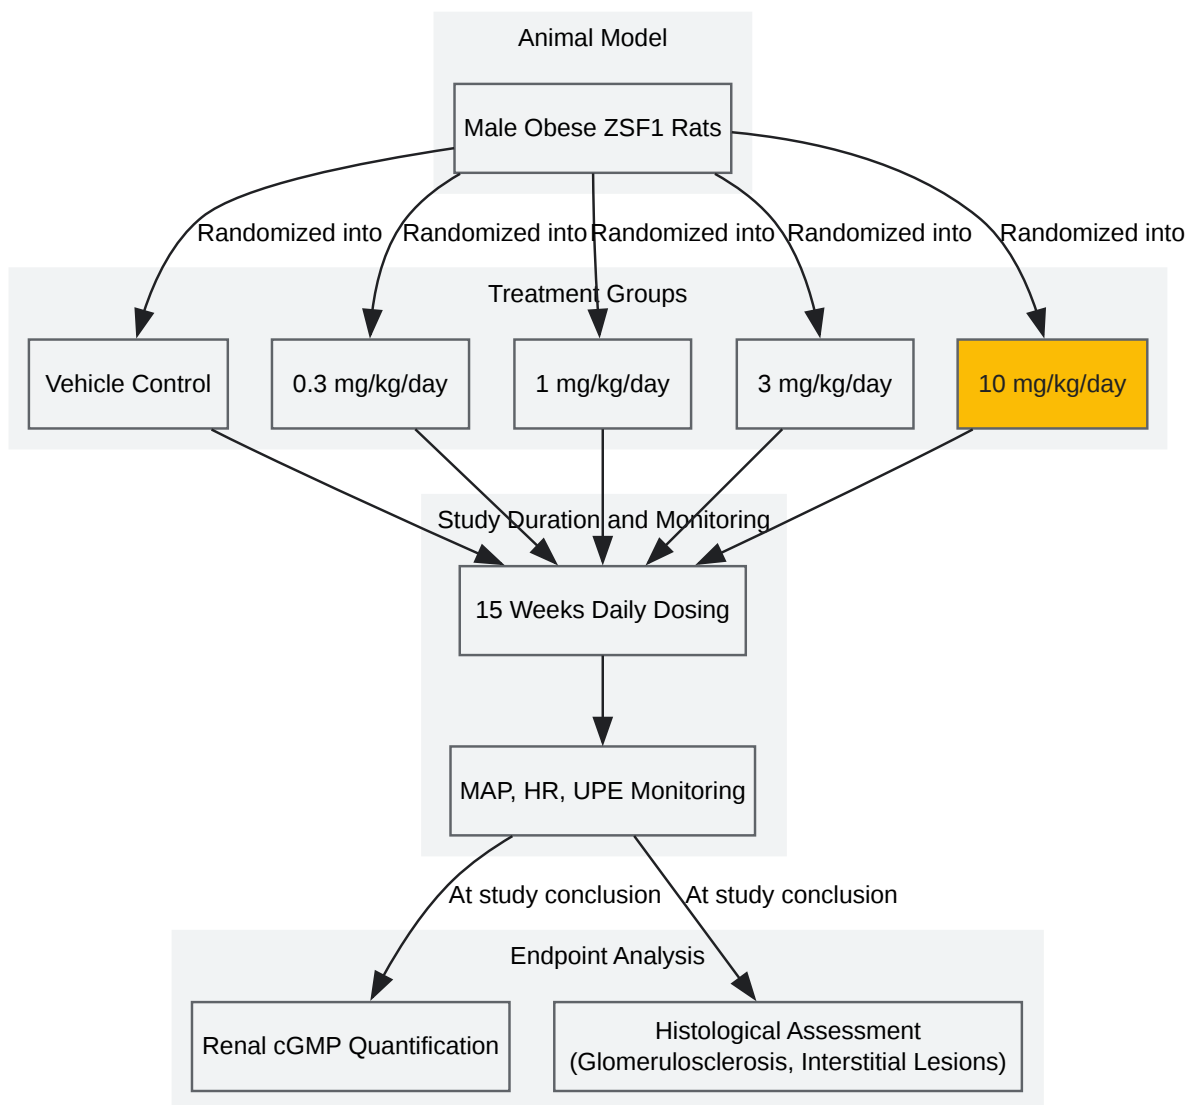 Animal Model
Male Obese ZSF1 Rats
Randomized into
Randomized into
Randomized into
Randomized into
Randomized into
Treatment Groups
Vehicle Control
0.3 mg/kg/day
1 mg/kg/day
3 mg/kg/day
10 mg/kg/day
Study Duration and Monitoring
15 Weeks Daily Dosing
MAP, HR, UPE Monitoring
At study conclusion
At study conclusion
Endpoint Analysis
Renal cGMP Quantification
Histological Assessment
(Glomerulosclerosis, Interstitial Lesions)